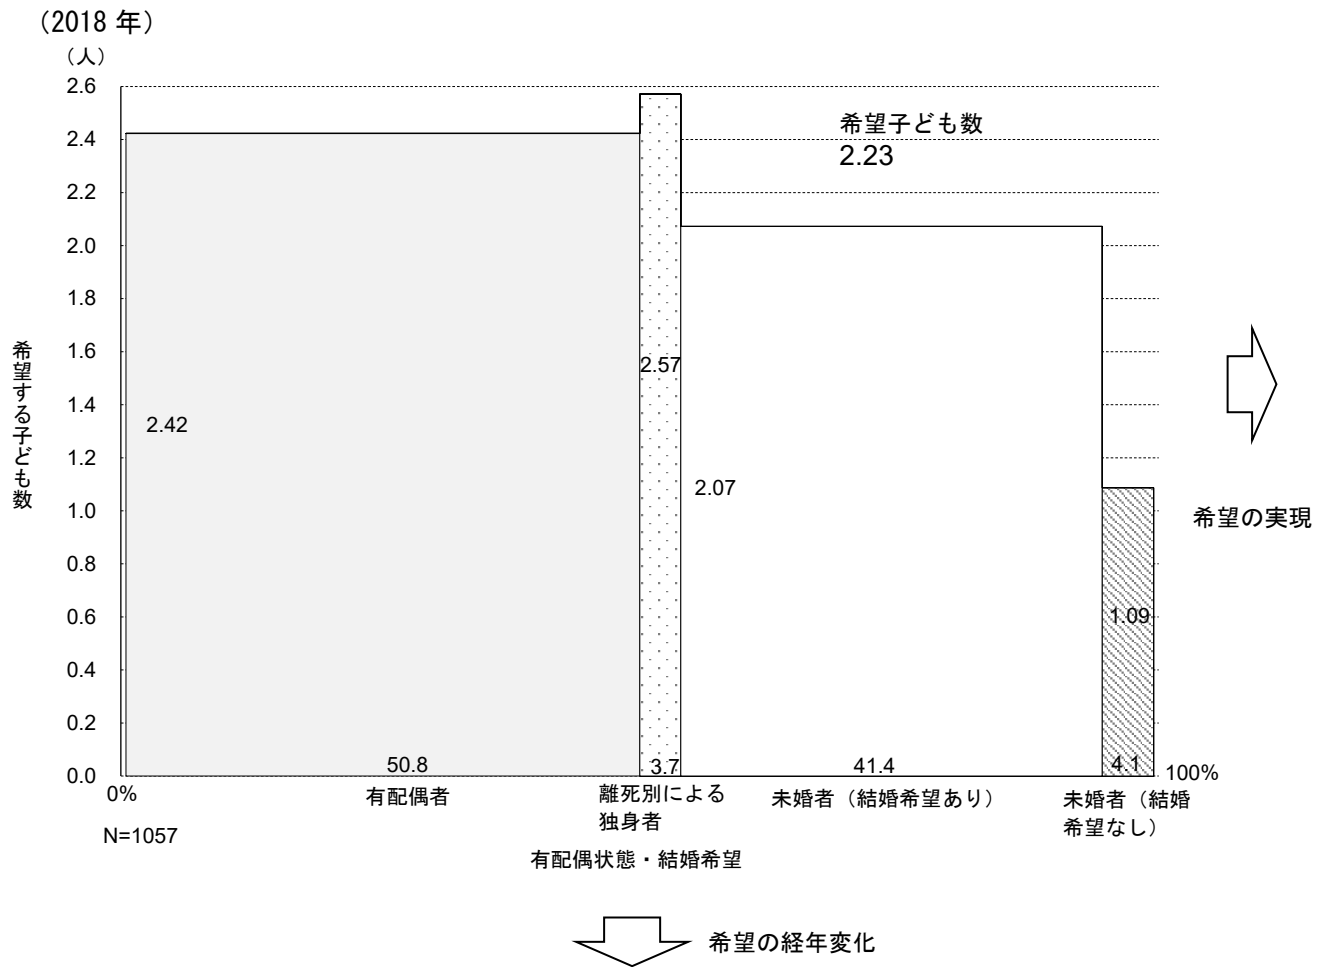 （2018 年）
（人）
2.6
2.4
2.2
2.0
1.8
1.6
1.4
1.2
1.0
0.8
0.6
0.4
0.2
0.0
希望する子ども数
希望子ども数
2.23
2.42
2.57
2.07
1.09
50.8
3.7
41.4
4.1
0%
100%
有配偶者
離死別による
独身者
未婚者（結婚希望あり）
未婚者（結婚
希望なし）
N=1057
有配偶状態・結婚希望
希望の実現
希望の経年変化